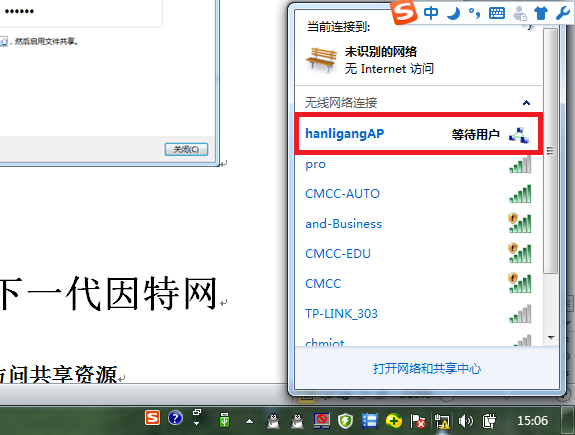 ••••••
，然后启用文件共享。
关闭(C)
下一代因特网
访问共享资源
中
当前连接到:
未识别的网络
无 Internet 访问
无线网络连接
hanligangAP 等待用户
pro
CMCC-AUTO
and-Business
CMCC-EDU
CMCC
TP-LINK_303
chmiot
打开网络和共享中心
15:06